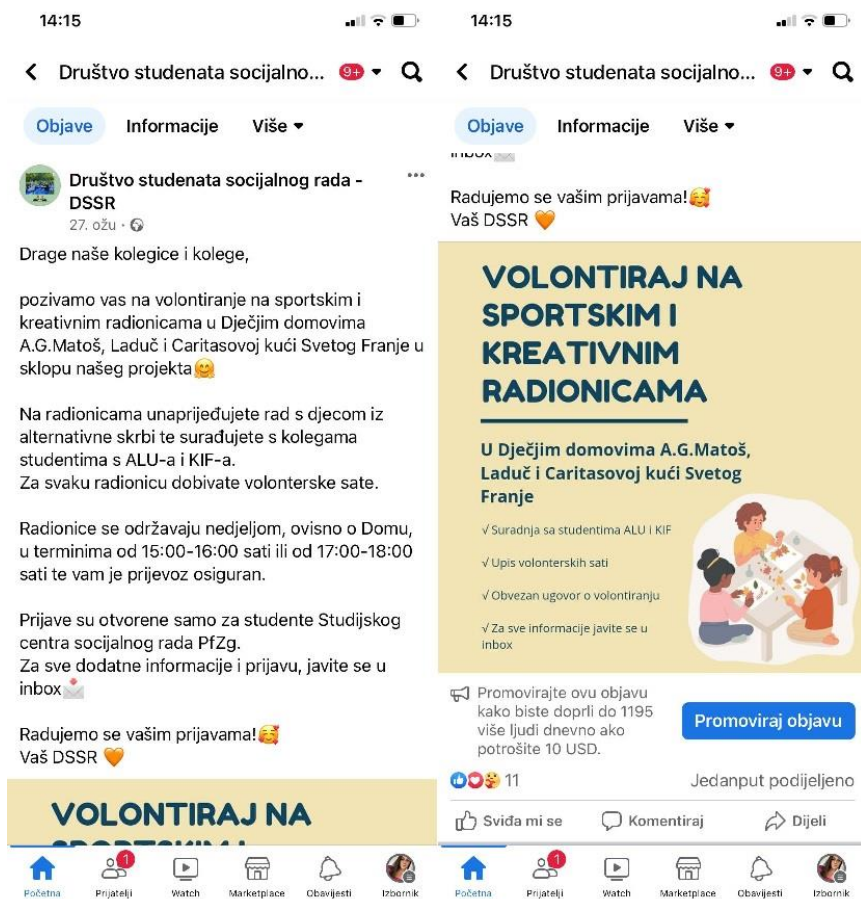 14:15
Društvo studenata socijalno... 9+
Objave Informacije Više
Društvo studenata socijalnog rada -
DSSR
27. ožu ·
Drage naše kolegice i kolege,
pozivamo vas na volontiranje na sportskim i
kreativnim radionicama u Dječjim domovima
A.G.Matoš, Laduč i Caritasovoj kući Svetog Franje u
sklopu našeg projekta🤗
Na radionicama unaprijeđujete rad s djecom iz
alternativne skrbi te surađujete s kolegama
studentima s ALU-a i KIF-a.
Za svaku radionicu dobivate volonterske sate.
Radionice se održavaju nedjeljom, ovisno o Domu,
u terminima od 15:00-16:00 sati ili od 17:00-18:00
sati te vam je prijevoz osiguran.
Prijave su otvorene samo za studente Studijskog
centra socijalnog rada PfZg.
Za sve dodatne informacije i prijavu, javite se u
inbox📩
Radujemo se vašim prijavama!🥰
Vaš DSSR 🧡
VOLONTIRAJ NA
SPORTSKIM I
1
Početna Prijatelji Watch Marketplace Obavijesti Izbornik
14:15
Društvo studenata socijalno... 9+
Objave Informacije Više
inbox📩
Radujemo se vašim prijavama!🥰
Vaš DSSR 🧡
VOLONTIRAJ NA
SPORTSKIM I
KREATIVNIM
RADIONICAMA
U Dječjim domovima A.G.Matoš,
Laduč i Caritasovoj kući Svetog
Franje
√ Suradnja sa studentima ALU i KIF
√ Upis volonterskih sati
√ Obvezan ugovor o volontiranju
√ Za sve informacije javite se u
inbox
Promovirajte ovu objavu
kako biste doprli do 1195
više ljudi dnevno ako
potrošite 10 USD.
Promoviraj objavu
11 Jedanput podijeljeno
Sviđa mi se Komentiraj Dijeli
1
Početna Prijatelji Watch Marketplace Obavijesti Izbornik